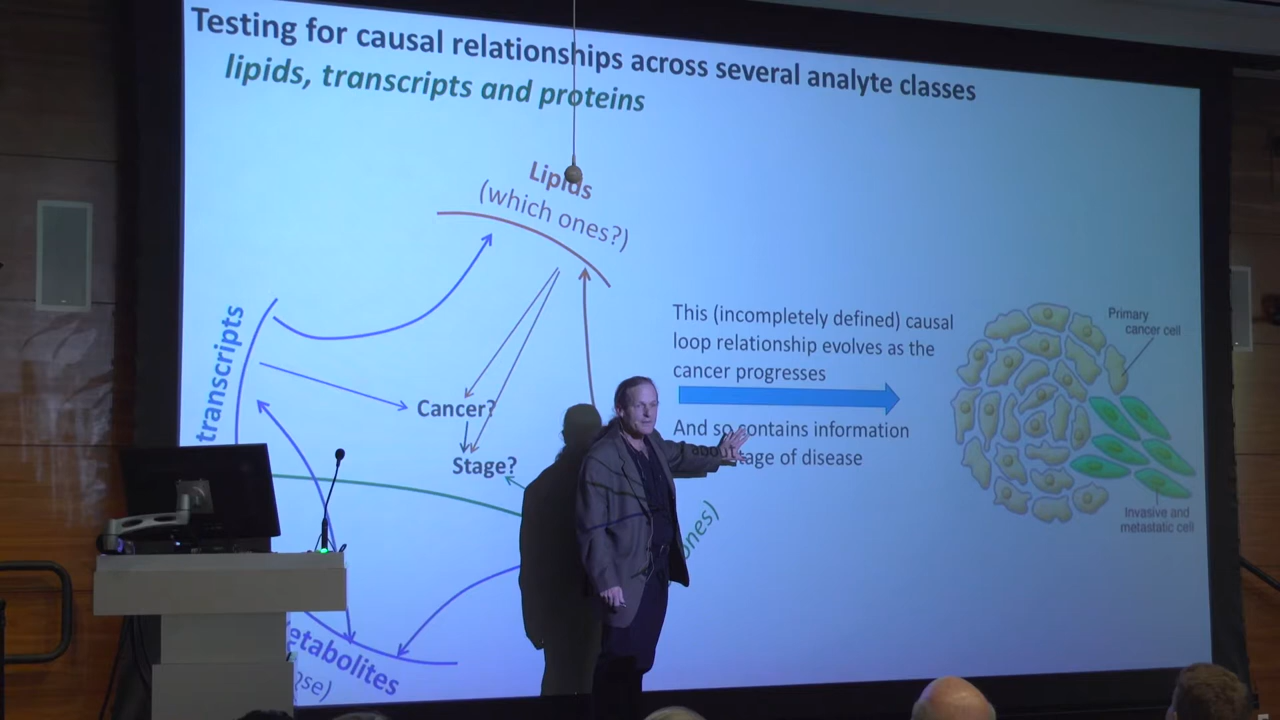 Testing for causal relationships across several analyte classes
lipids, transcripts and proteins
Lipids
(which ones?)
transcripts
Cancer?
Stage?
This (incompletely defined) causal
loop relationship evolves as the
cancer progresses
And so contains information
about stage of disease
Primary
cancer cell
Invasive and
metastatic cell
ones)
etabolites
ose)